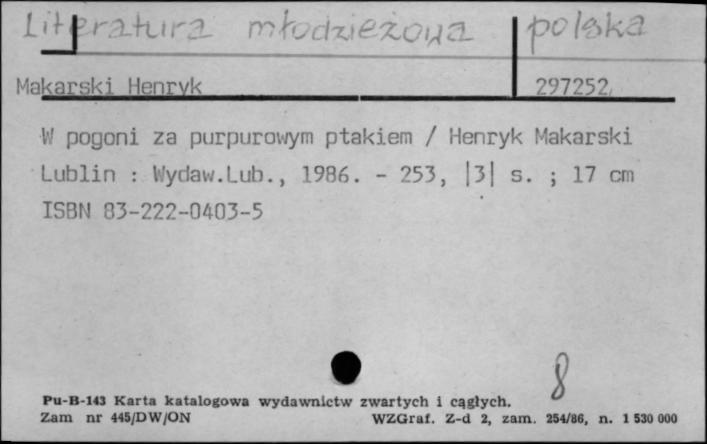 Literatura młodzieżowa polska
Makarski Henryk 297252
W pogoni za purpurowym ptakiem / Henryk Makarski
Lublin : Wydaw.Lub., 1986. - 253, |3| s. ; 17 cm
ISBN 83-222-0403-5
8
Pu-B-143 Karta katalogowa wydawnictw zwartych i ciągłych.
Zam nr 445/DW/ON WZGraf. Z-d 2, zam. 254/86, n. 1 530 000